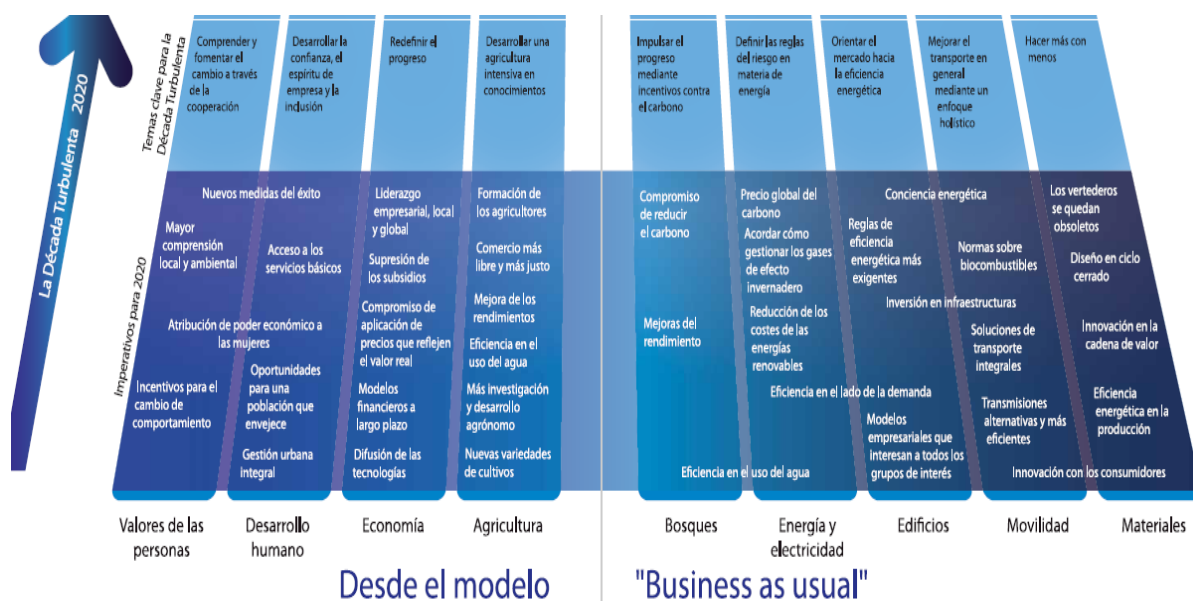 La Década Turbulenta 2020
Temas clave para la
Década Turbulenta
Imperativos para 2020
Comprender y
fomentar el
cambio a través
de la
cooperación
Desarrollar la
confianza, el
espíritu de
empresa y la
inclusión
Redefinir el
progreso
Desarrollar una
agricultura
intensiva en
conocimientos
Impulsar el
progreso
mediante
incentivos contra
el carbono
Definir las reglas
del riesgo en
materia de
energía
Orientar el
mercado hacia
la eficiencia
energética
Mejorar el
transporte en
general
mediante un
enfoque
holístico
Hacer más con
menos
Nuevos medidas del éxito
Mayor
comprensión
local y ambiental
Acceso a los
servicios básicos
Atribución de poder económico a
las mujeres
Incentivos para el
cambio de
comportamiento
Oportunidades
para una
población que
envejece
Gestión urbana
integral
Liderazgo
empresarial, local
y global
Supresión de
los subsidios
Compromiso de
aplicación de
precios que reflejen
el valor real
Modelos
financieros a
largo plazo
Difusión de las
tecnologías
Formación de
los agricultores
Comercio más
libre y más justo
Mejora de los
rendimientos
Eficiencia en el
uso del agua
Más investigación
y desarrollo
agrónomo
Nuevas variedades
de cultivos
Compromiso
de reducir
el carbono
Mejoras del
rendimiento
Eficiencia en el uso del agua
Precio global del
carbono
Acordar cómo
gestionar los gases
de efecto
invernadero
Reducción de los
costes de las
energías
renovables
Eficiencia en el lado de la demanda
Conciencia energética
Reglas de
eficiencia
energética más
exigentes
Inversión en infraestructuras
Modelos
empresariales que
interesan a todos los
grupos de interés
Normas sobre
biocombustibles
Soluciones de
transporte
integrales
Transmisiones
alternativas y más
eficientes
Innovación con los consumidores
Los vertederos
se quedan
obsoletos
Diseño en ciclo
cerrado
Innovación en la
cadena de valor
Eficiencia
energética en la
producción
Valores de las
personas
Desarrollo
humano
Economía
Agricultura
Bosques
Energía y
electricidad
Edificios
Movilidad
Materiales
Desde el modelo "Business as usual"